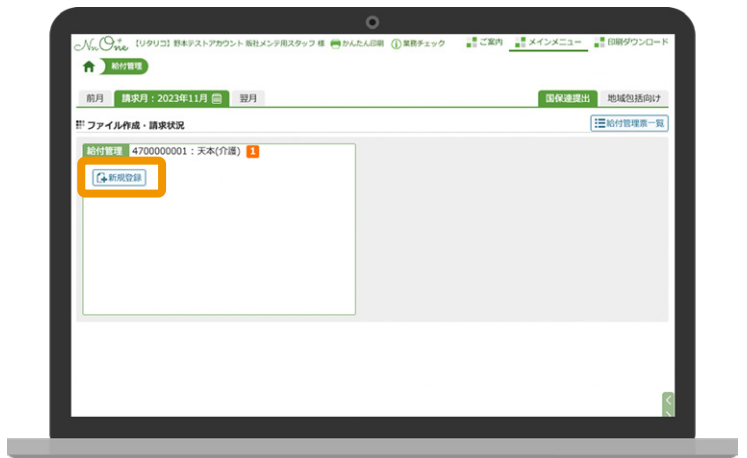 【リタリコ】野本テストアカウント 販社メンテ用スタッフ 様 かんたん印刷 業務チェック ご案内 メインメニュー 印刷ダウンロード
給付管理
前月 請求月：2023年11月 翌月 国保連提出 地域包括向け
ファイル作成・請求状況 給付管理票一覧
給付管理 4700000001：天本(介護) 1
新規登録